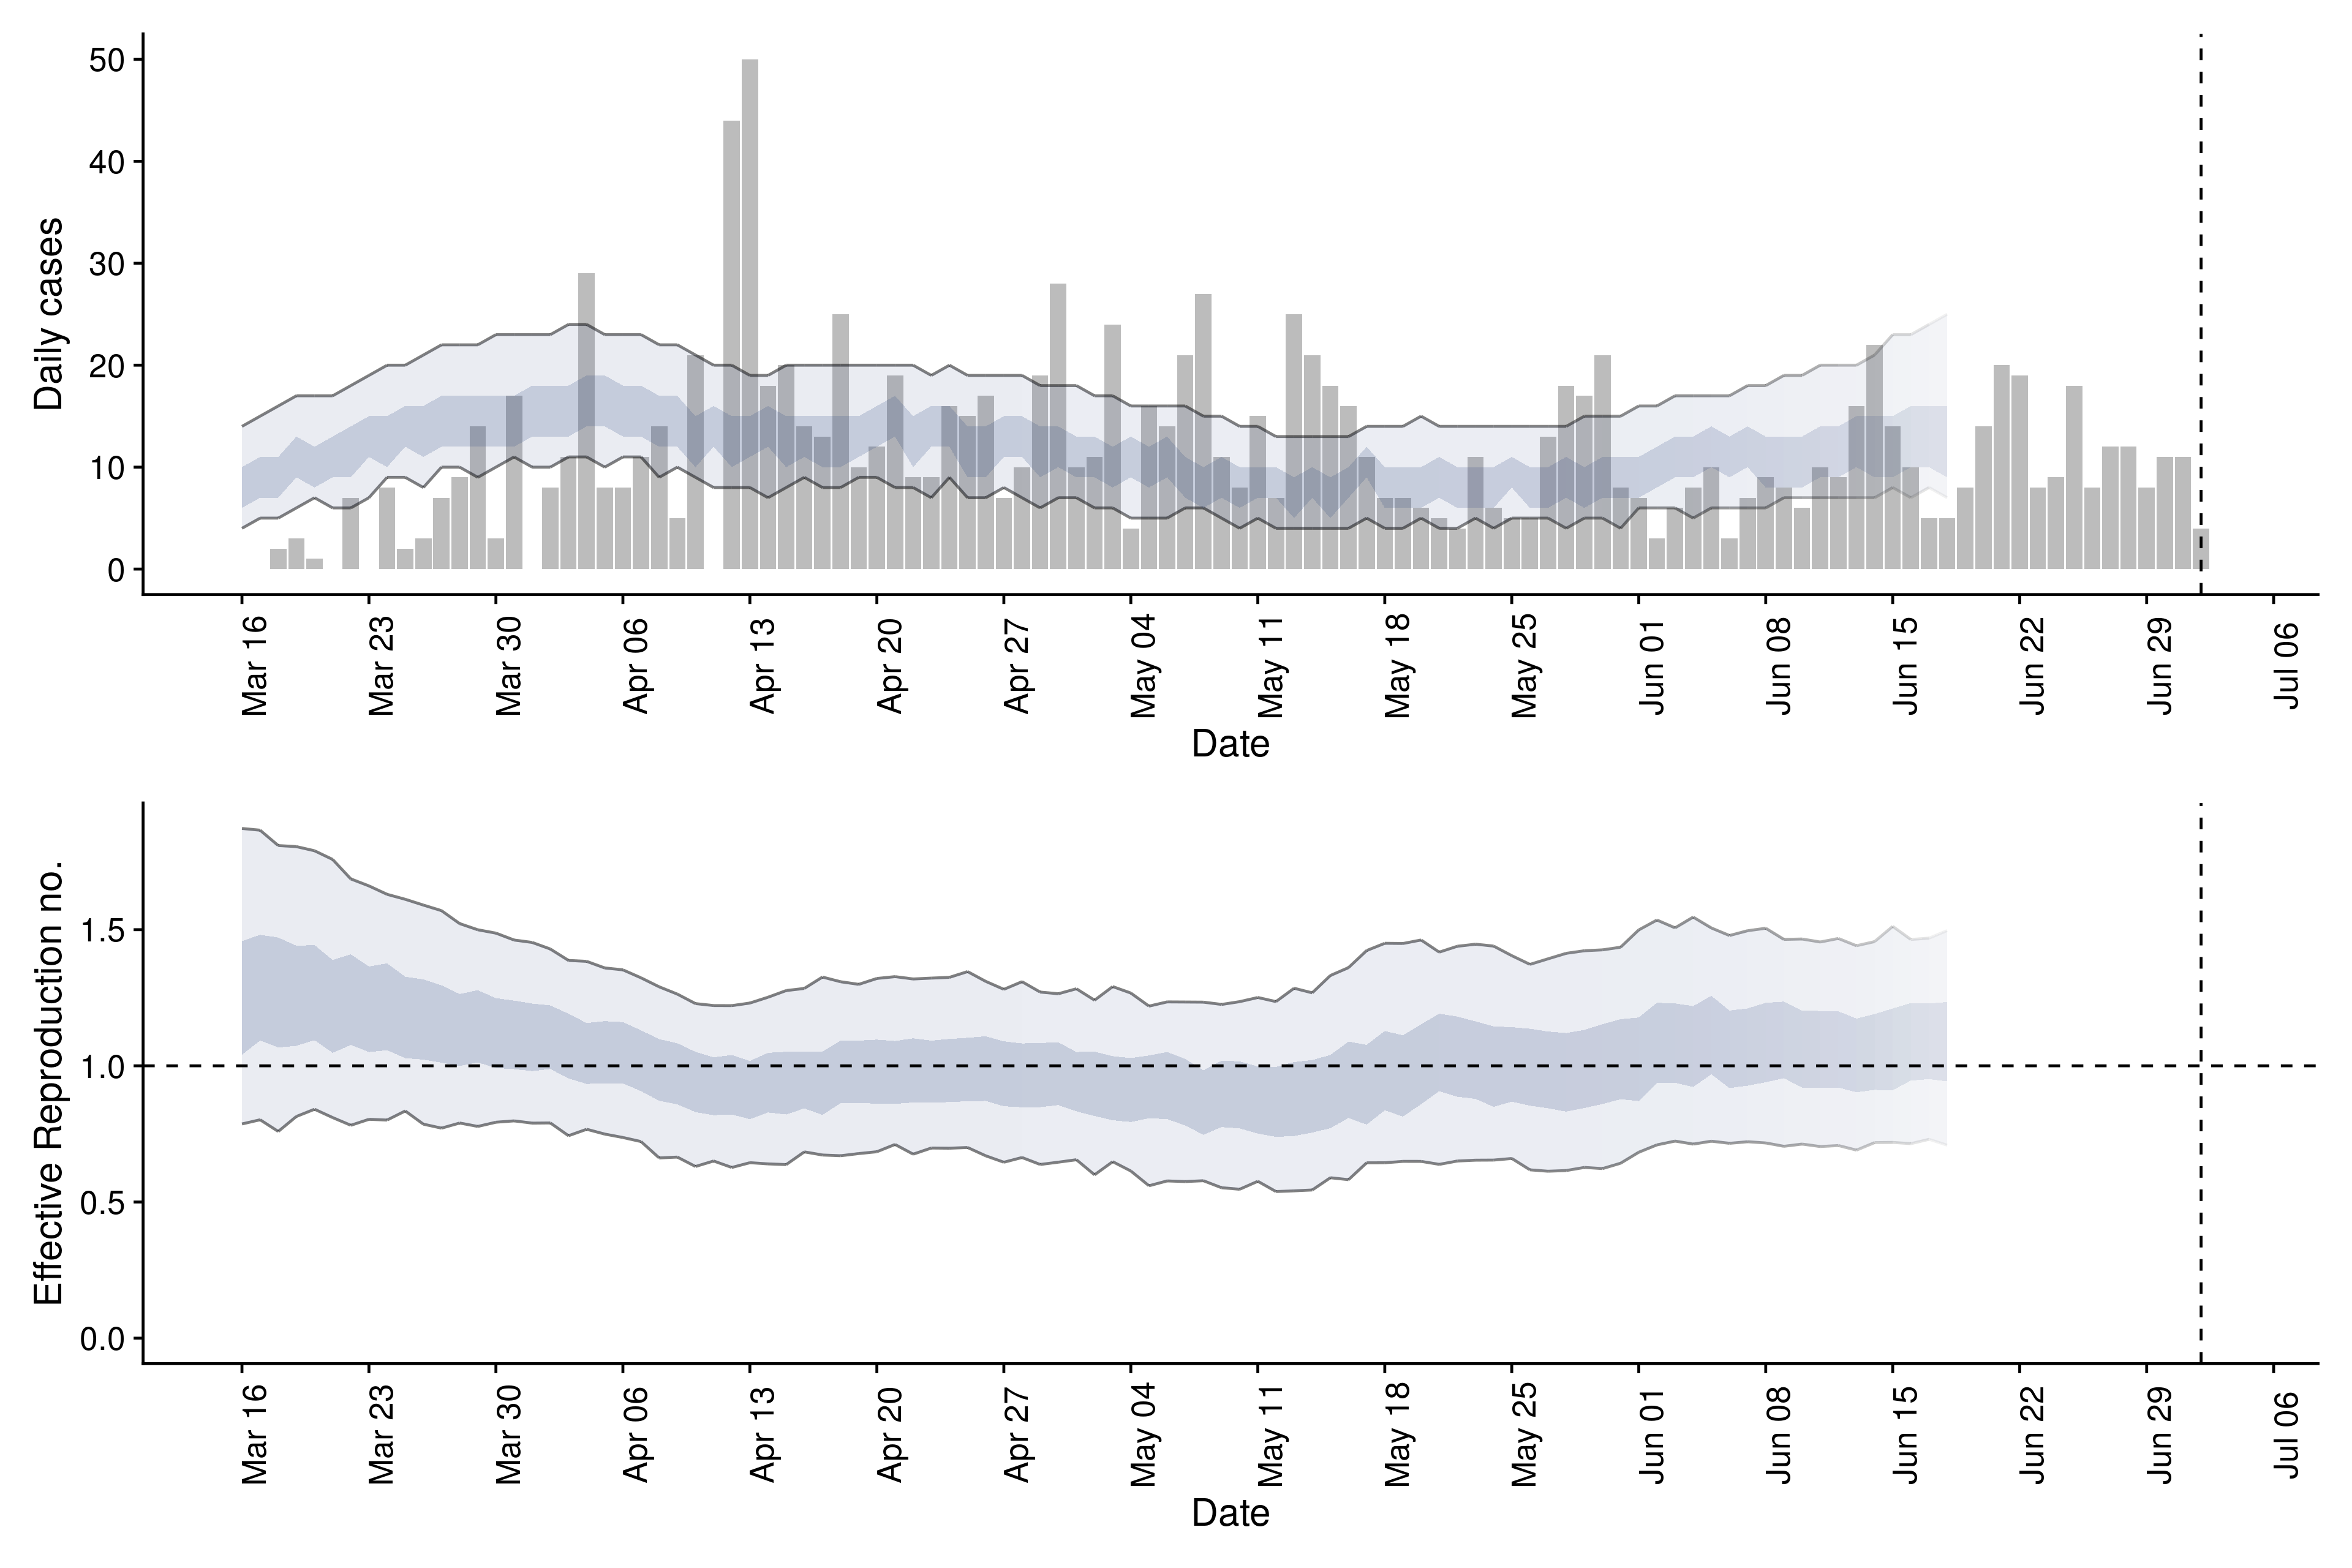 Daily cases
50
40
30
20
10
0
Mar 16
Mar 23
Mar 30
Apr 06
Apr 13
Apr 20
Apr 27
May 04
May 11
May 18
May 25
Jun 01
Jun 08
Jun 15
Jun 22
Jun 29
Jul 06
Date
Effective Reproduction no.
1.5
1.0
0.5
0.0
Mar 16
Mar 23
Mar 30
Apr 06
Apr 13
Apr 20
Apr 27
May 04
May 11
May 18
May 25
Jun 01
Jun 08
Jun 15
Jun 22
Jun 29
Jul 06
Date